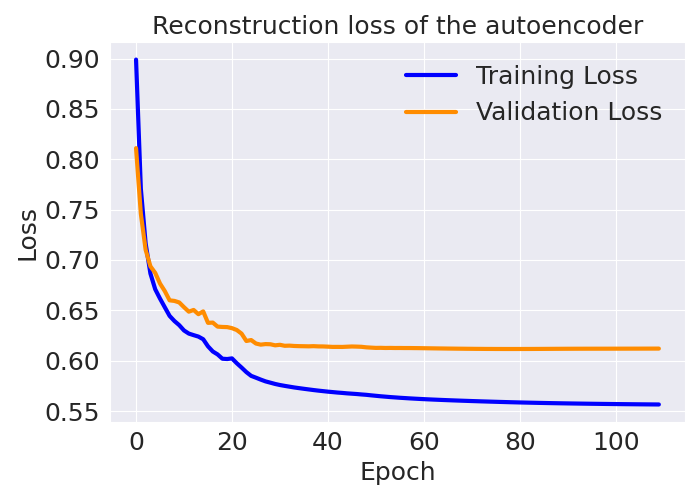 Reconstruction loss of the autoencoder
0.90
0.85
0.80
0.75
0.70
0.65
0.60
0.55
Loss
Training Loss
Validation Loss
0 20 40 60 80 100
Epoch